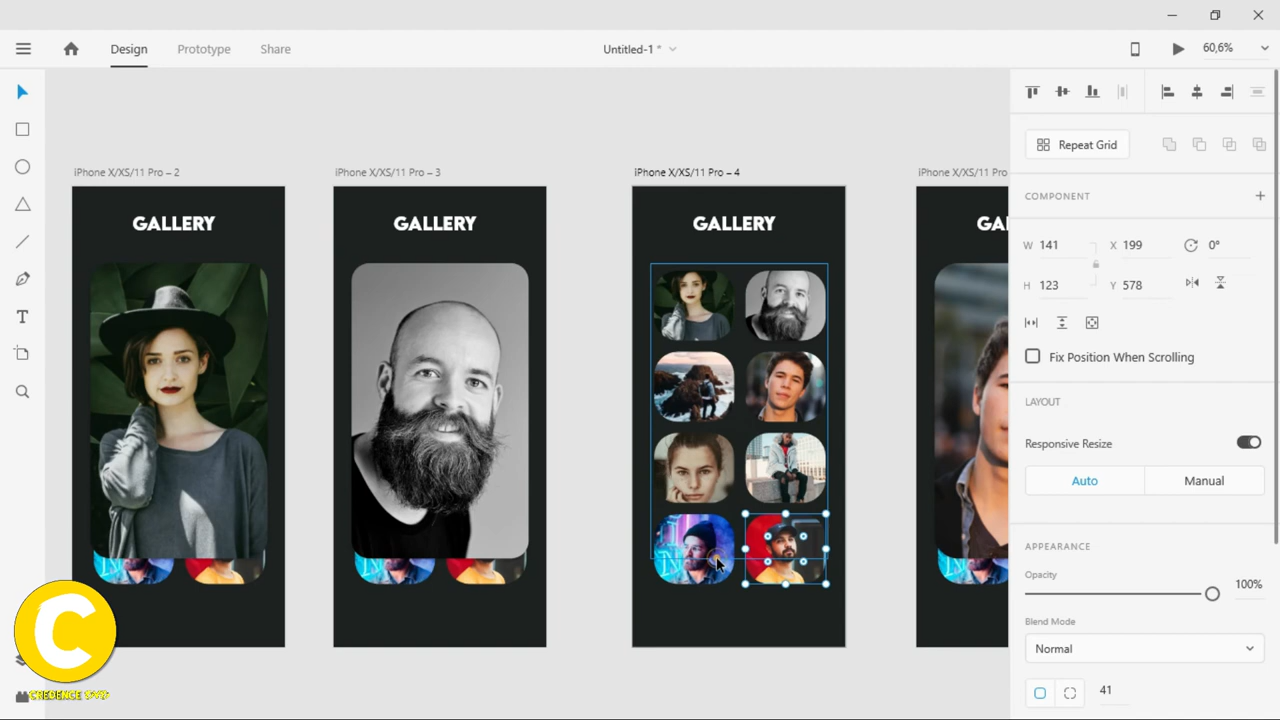 Design
Prototype
Share
Untitled-1 *
60,6%
Repeat Grid
iPhone X/XS/11 Pro – 2
iPhone X/XS/11 Pro – 3
iPhone X/XS/11 Pro – 4
iPhone X/XS/11 Pro
GALLERY
GALLERY
GALLERY
GA
COMPONENT
W 141
X 199
0°
H 123
Y 578
Fix Position When Scrolling
LAYOUT
Responsive Resize
Auto
Manual
APPEARANCE
Opacity
100%
Blend Mode
Normal
41
C
CREDENCE